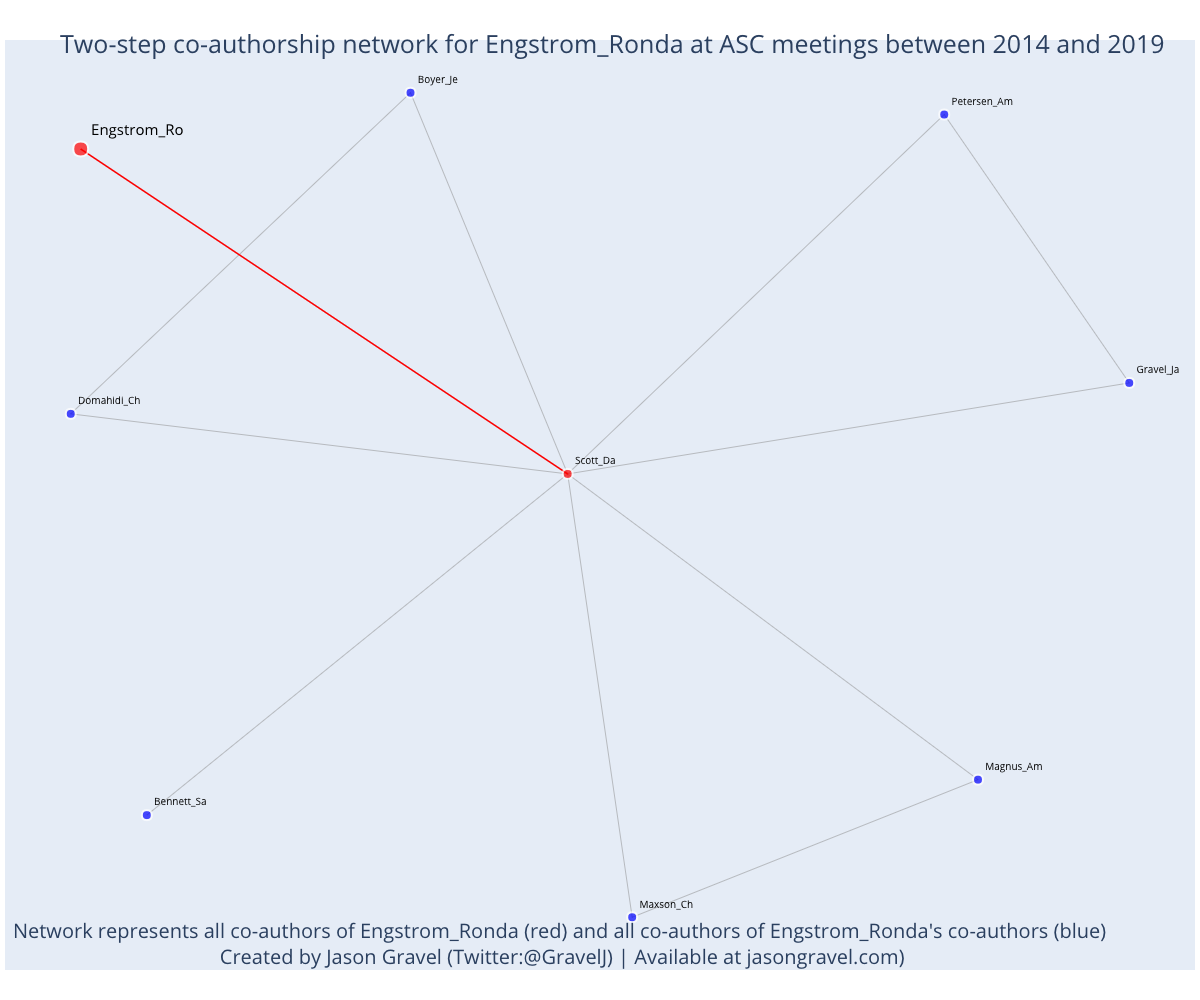 Two-step co-authorship network for Engstrom_Ronda at ASC meetings between 2014 and 2019
Boyer_Je
Petersen_Am
Engstrom_Ro
Gravel_Ja
Domahidi_Ch
Scott_Da
Magnus_Am
Bennett_Sa
Maxson_Ch
Network represents all co-authors of Engstrom_Ronda (red) and all co-authors of Engstrom_Ronda's co-authors (blue)
Created by Jason Gravel (Twitter:@GravelJ) | Available at jasongravel.com)